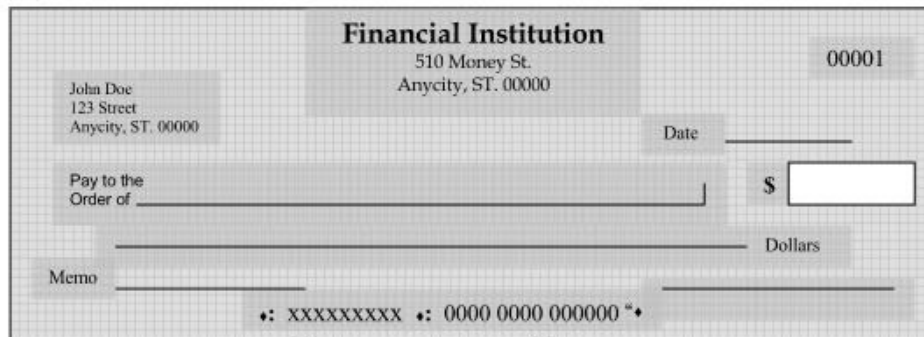 Financial Institution
510 Money St.
Anycity, ST. 00000
00001
John Doe
123 Street
Anycity, ST. 00000
Date
Pay to the
Order of
$
Dollars
Memo
⬧: XXXXXXXXX ⬧: 0000 0000 000000 “⬧